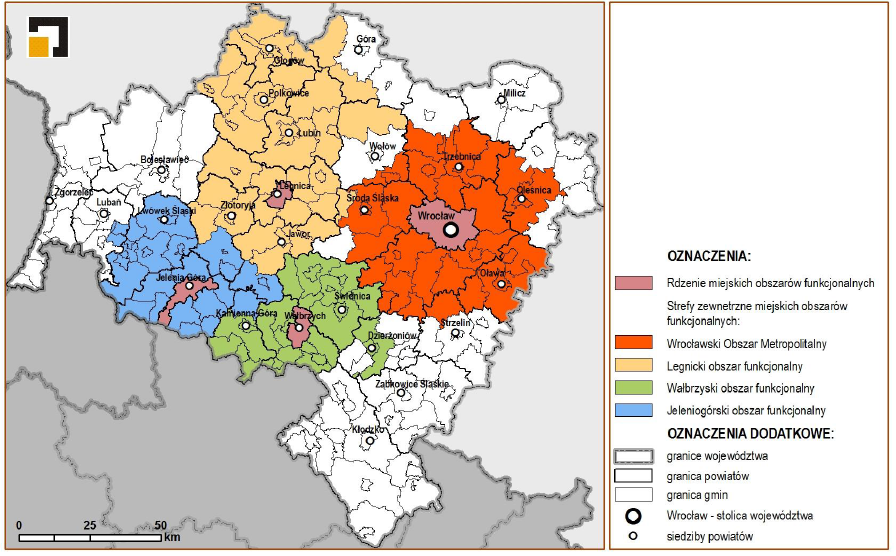 Góra
Głogów
Polkowice
Milicz
Lubin
Wołów
Trzebnica
Bolesławiec
Zgorzelec
Lubań
Legnica
Oleśnica
Lwówek Śląski
Złotoryja
Środa Śląska
Wrocław
Jawor
Jelenia Góra
Oława
Świdnica
Kamienna Góra
Wałbrzych
Strzelin
Dzierżoniów
Ząbkowice Śląskie
Kłodzko
0 25 50
km
OZNACZENIA:
Rdzenie miejskich obszarów funkcjonalnych
Strefy zewnetrzne miejskich obszarów
funkcjonalnych:
Wrocławski Obszar Metropolitalny
Legnicki obszar funkcjonalny
Wałbrzyski obszar funkcjonalny
Jeleniogórski obszar funkcjonalny
OZNACZENIA DODATKOWE:
granice województwa
granica powiatów
granica gmin
Wrocław - stolica województwa
siedziby powiatów